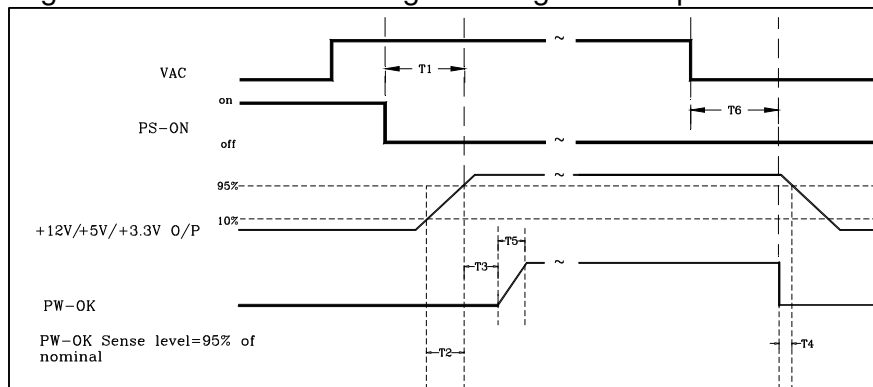 VAC
T1
~
on
PS-ON
T6
off
~
95%
10%
+12V/+5V/+3.3V O/P
~
T5
T3
~
PW-OK
PW-OK Sense level=95% of
nominal
T2
T4